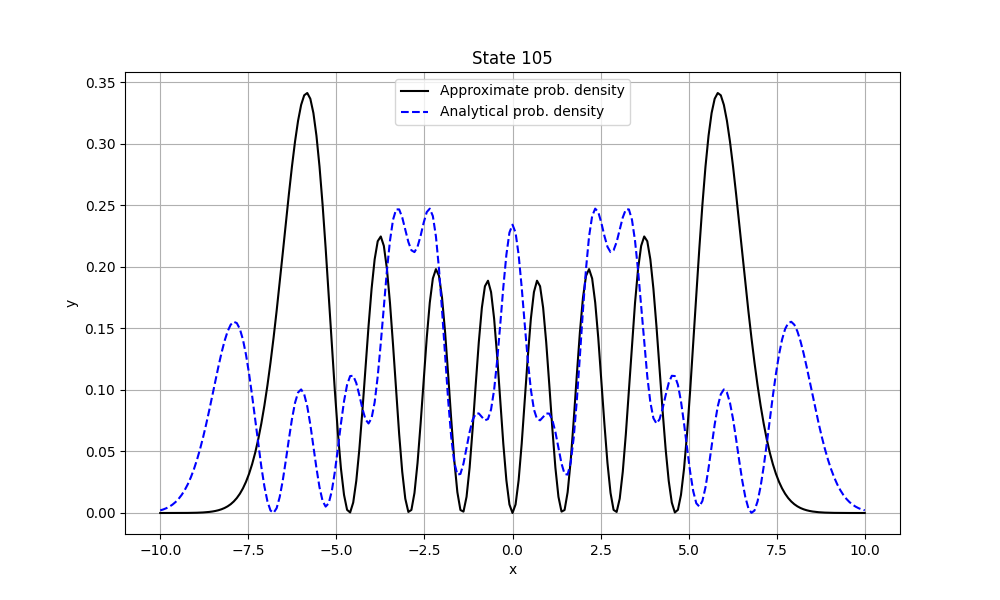 State 105
Approximate prob. density
Analytical prob. density
0.35
0.30
0.25
0.20
0.15
0.10
0.05
0.00
y
−10.0 −7.5 −5.0 −2.5 0.0 2.5 5.0 7.5 10.0
x